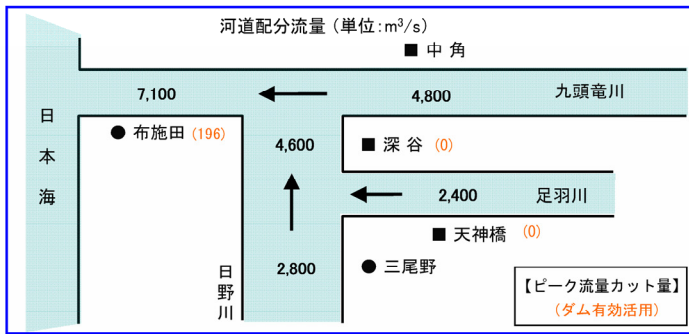 河道配分流量（単位：m³/s）
■ 中 角
7,100
4,800
九頭竜川
日本海
● 布施田 (196)
4,600
■ 深 谷 (0)
2,400
足羽川
■ 天神橋 (0)
日野川
2,800
● 三尾野
【ピーク流量カット量】
(ダム有効活用)